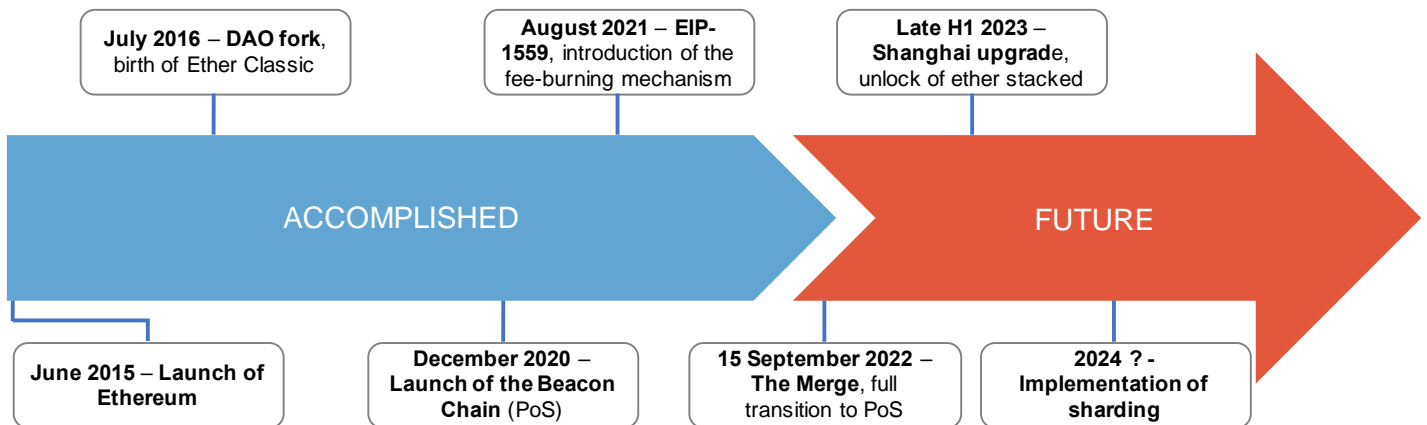 July 2016 – DAO fork,
birth of Ether Classic
August 2021 – EIP-
1559, introduction of the
fee-burning mechanism
Late H1 2023 –
Shanghai upgrade,
unlock of ether stacked
ACCOMPLISHED
FUTURE
June 2015 – Launch of
Ethereum
December 2020 –
Launch of the Beacon
Chain (PoS)
15 September 2022 –
The Merge, full
transition to PoS
2024 ? -
Implementation of
sharding